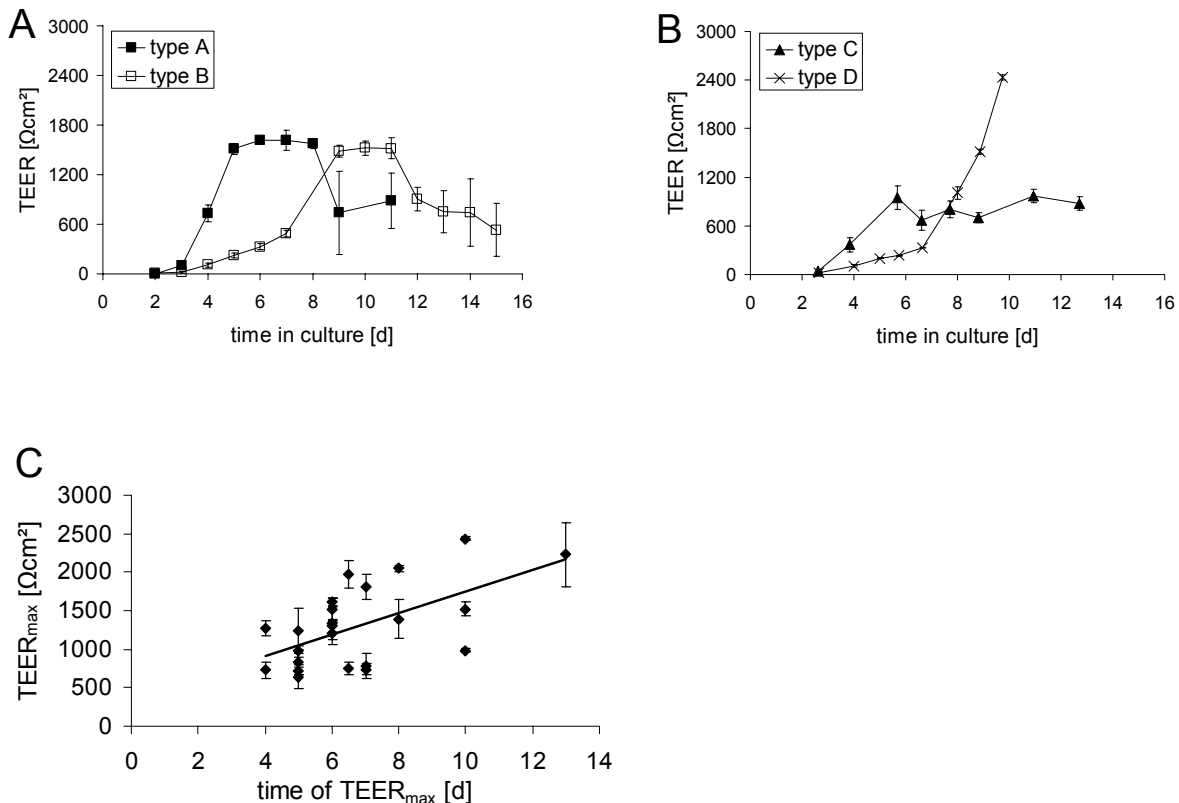 A
3000
2400
1800
1200
600
0
TEER [Ωcm²]
type A
type B
2 4 6 8 10 12 14 16
time in culture [d]
B
3000
2400
1800
1200
600
0
TEER [Ωcm²]
type C
type D
2 4 6 8 10 12 14 16
time in culture [d]
C
3000
2500
2000
1500
1000
500
0
TEERmax [Ωcm²]
0 2 4 6 8 10 12 14
time of TEERmax [d]